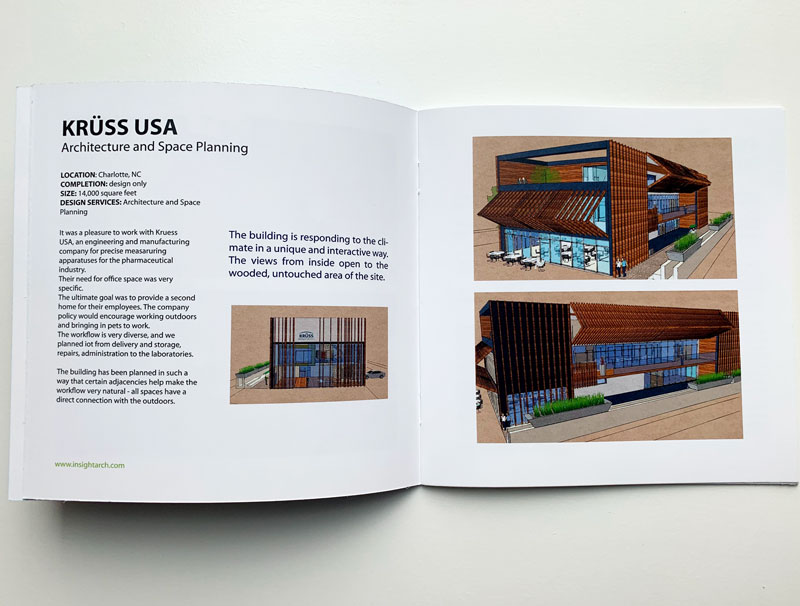 KRÜSS USA
Architecture and Space Planning
LOCATION: Charlotte, NC
COMPLETION: design only
SIZE: 14,000 square feet
DESIGN SERVICES: Architecture and Space
Planning
It was a pleasure to work with Kruess
USA, an engineering and manufacturing
company for precise measaruring
apparatuses for the pharmaceutical
industry.
Their need for office space was very
specific.
The ultimate goal was to provide a second
home for their employees. The company
policy would encourage working outdoors
and bringing in pets to work.
The workflow is very diverse, and we
planned iot from delivery and storage,
repairs, administration to the laboratories.
The building has been planned in such a
way that certain adjacencies help make the
workflow very natural - all spaces have a
direct connection with the outdoors.
The building is responding to the cli-
mate in a unique and interactive way.
The views from inside open to the
wooded, untouched area of the site.
KRÜSS
www.insightarch.com